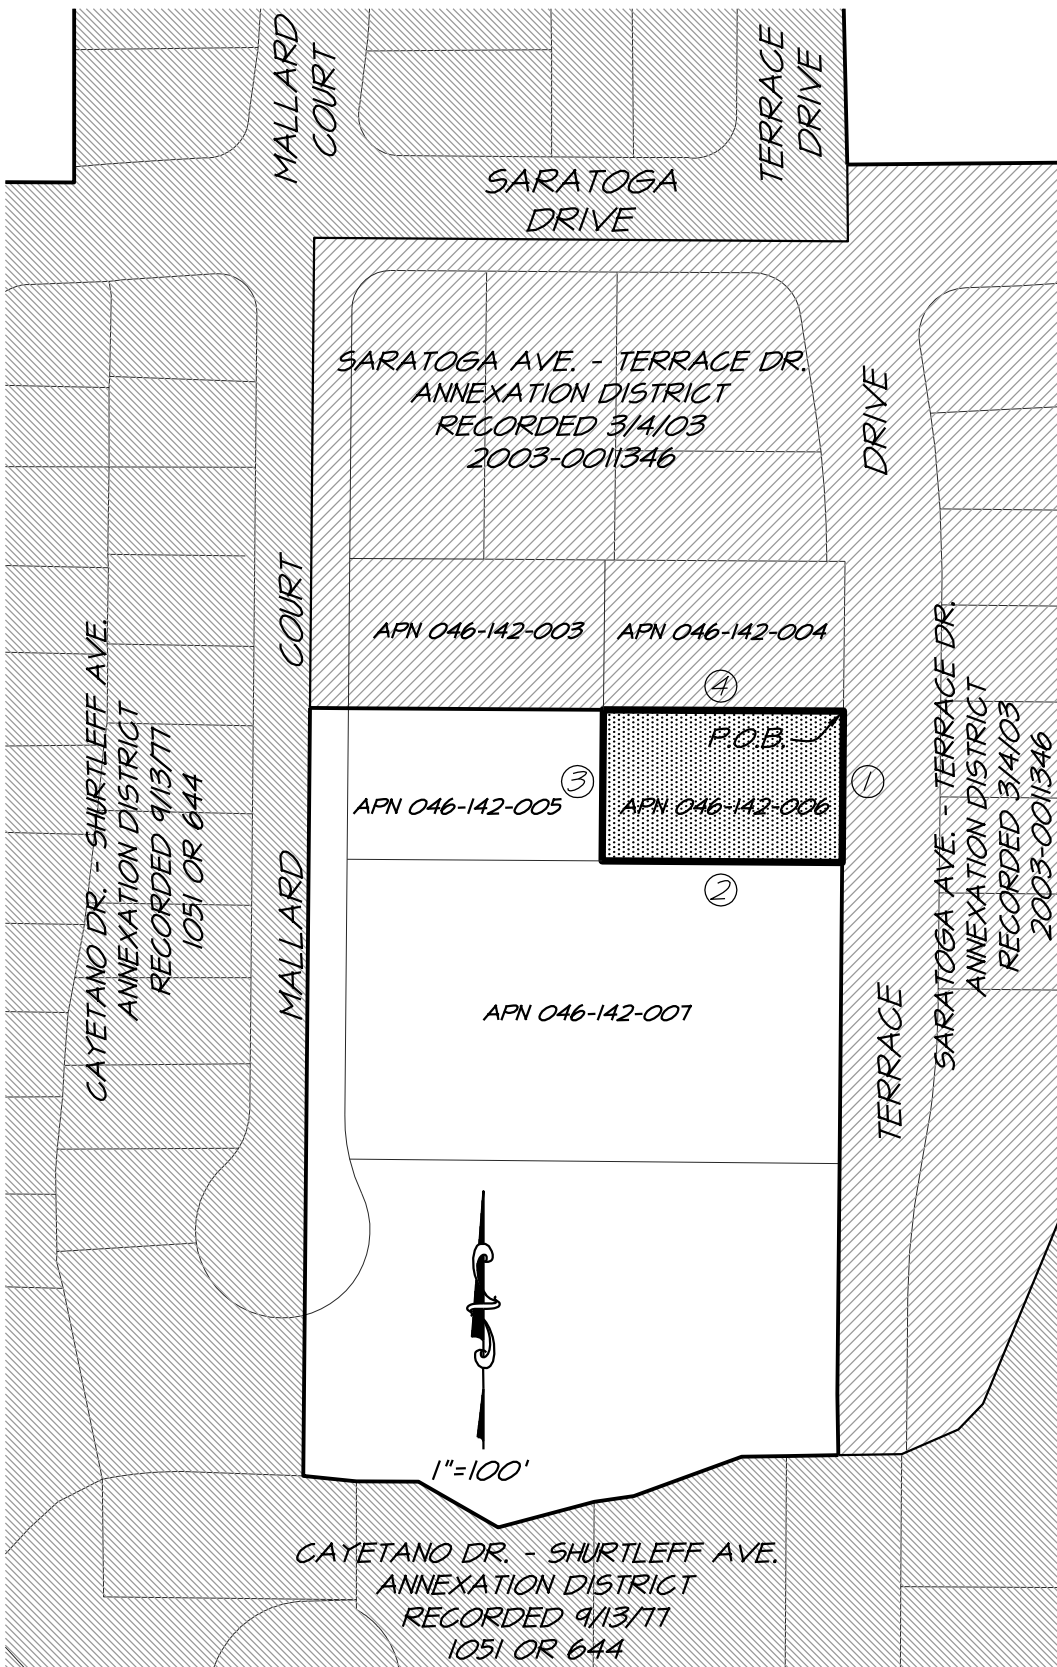 MALLARD
COURT
TERRACE
DRIVE
SARATOGA
DRIVE
SARATOGA AVE. - TERRACE DR.
ANNEXATION DISTRICT
RECORDED 3/4/03
2003-0011346
DRIVE
COURT
APN 046-142-003
APN 046-142-004
4
P.O.B.
3
1
APN 046-142-005
APN 046-142-006
2
CAYETANO DR. - SHURTLEFF AVE.
ANNEXATION DISTRICT
RECORDED 9/13/77
1051 OR 644
MALLARD
SARATOGA AVE. - TERRACE DR.
ANNEXATION DISTRICT
RECORDED 3/4/03
2003-0011346
APN 046-142-007
TERRACE
1"=100'
CAYETANO DR. - SHURTLEFF AVE.
ANNEXATION DISTRICT
RECORDED 9/13/77
1051 OR 644